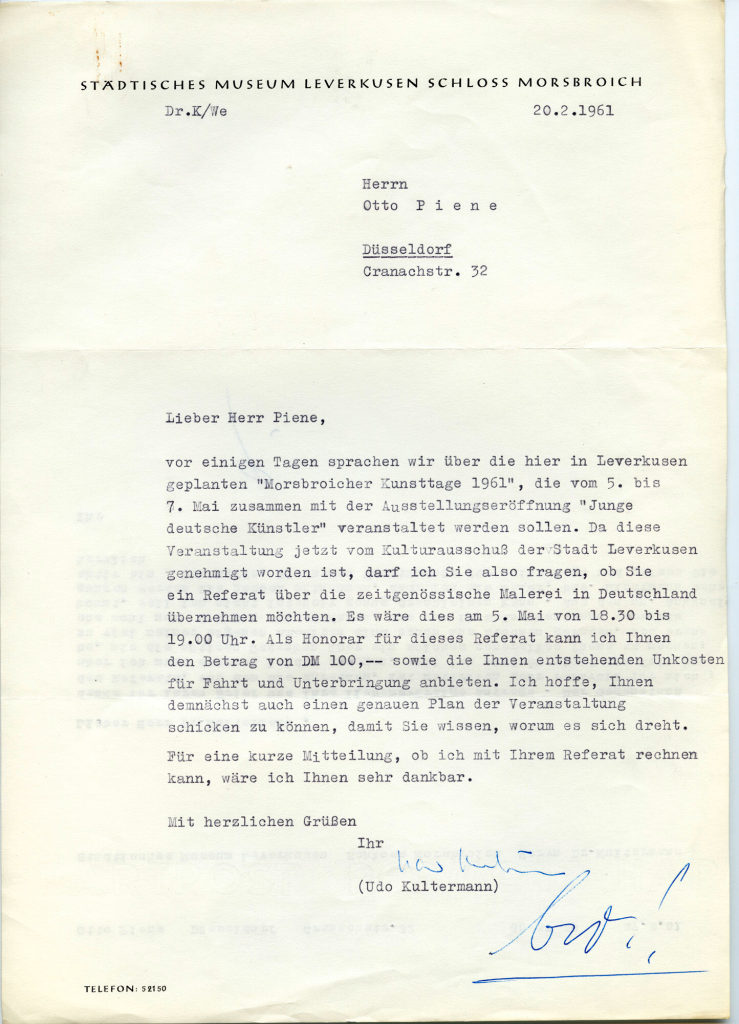 STÄDTISCHES MUSEUM LEVERKUSEN SCHLOSS MORSBROICH
Dr.K/We 20.2.1961
Herrn
Otto P i e n e
Düsseldorf
Cranachstr. 32
Lieber Herr Piene,
vor einigen Tagen sprachen wir über die hier in Leverkusen
geplanten "Morsbroicher Kunsttage 1961", die vom 5. bis
7. Mai zusammen mit der Ausstellungseröffnung "Junge
deutsche Künstler" veranstaltet werden sollen. Da diese
Veranstaltung jetzt vom Kulturausschuß der Stadt Leverkusen
genehmigt worden ist, darf ich Sie also fragen, ob Sie
ein Referat über die zeitgenössische Malerei in Deutschland
übernehmen möchten. Es wäre dies am 5. Mai von 18.30 bis
19.00 Uhr. Als Honorar für dieses Referat kann ich Ihnen
den Betrag von DM 100,-- sowie die Ihnen entstehenden Unkosten
für Fahrt und Unterbringung anbieten. Ich hoffe, Ihnen
demnächst auch einen genauen Plan der Veranstaltung
schicken zu können, damit Sie wissen, worum es sich dreht.
Für eine kurze Mitteilung, ob ich mit Ihrem Referat rechnen
kann, wäre ich Ihnen sehr dankbar.
Mit herzlichen Grüßen
Ihr
Udo Kultermann
(Udo Kultermann)
TELEFON: 52150